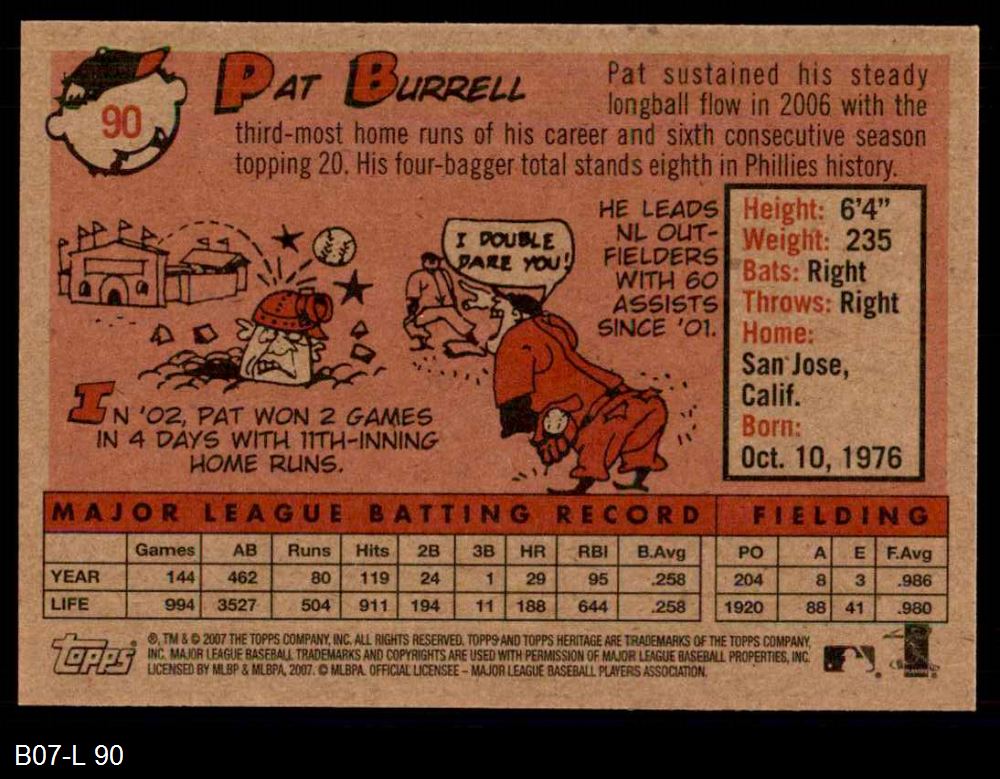 90
PAT BURRELL
Pat sustained his steady
longball flow in 2006 with the
third-most home runs of his career and sixth consecutive season
topping 20. His four-bagger total stands eighth in Phillies history.
I DOUBLE
DARE YOU!
HE LEADS
NL OUT-
FIELDERS
WITH 60
ASSISTS
SINCE '01.
IN '02, PAT WON 2 GAMES
IN 4 DAYS WITH 11TH-INNING
HOME RUNS.
Height: 6'4"
Weight: 235
Bats: Right
Throws: Right
Home:
San Jose,
Calif.
Born:
Oct. 10, 1976
MAJOR LEAGUE BATTING RECORD FIELDING
Games AB Runs Hits 2B 3B HR RBI B.Avg PO A E F.Avg
YEAR 144 462 80 119 24 1 29 95 .258 204 8 3 .986
LIFE 994 3527 504 911 194 11 188 644 .258 1920 88 41 .980
Topps
®, TM & © 2007 THE TOPPS COMPANY, INC. ALL RIGHTS RESERVED. TOPPS AND TOPPS HERITAGE ARE TRADEMARKS OF THE TOPPS COMPANY,
INC. MAJOR LEAGUE BASEBALL TRADEMARKS AND COPYRIGHTS ARE USED WITH PERMISSION OF MAJOR LEAGUE BASEBALL PROPERTIES, INC.
LICENSED BY MLBP & MLBPA, 2007. © MLBPA. OFFICIAL LICENSEE – MAJOR LEAGUE BASEBALL PLAYERS ASSOCIATION.
B07-L 90